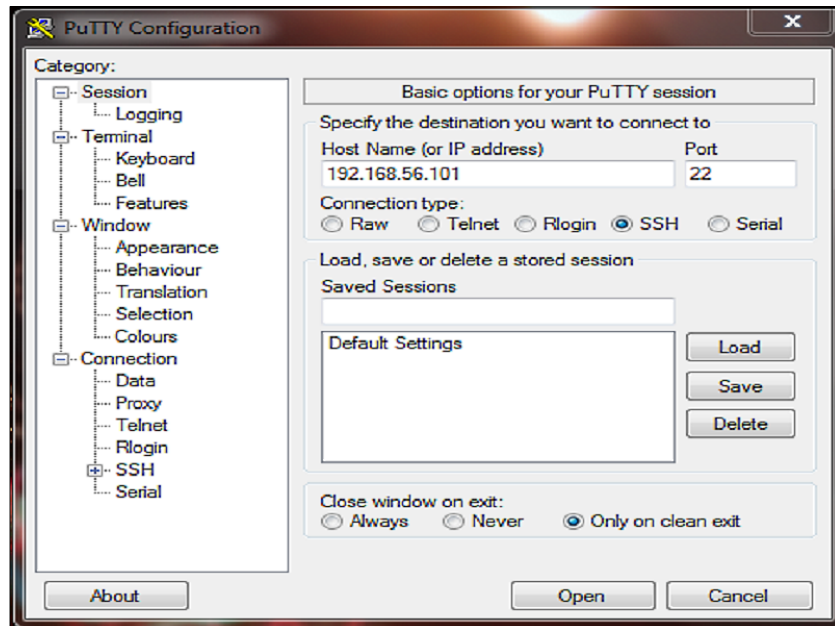 PuTTY Configuration
x
Category:
Session
Logging
Terminal
Keyboard
Bell
Features
Window
Appearance
Behaviour
Translation
Selection
Colours
Connection
Data
Proxy
Telnet
Rlogin
SSH
Serial
Basic options for your PuTTY session
Specify the destination you want to connect to
Host Name (or IP address) Port
192.168.56.101 22
Connection type:
Raw Telnet Rlogin SSH Serial
Load, save or delete a stored session
Saved Sessions
Default Settings
Load
Save
Delete
Close window on exit:
Always Never Only on clean exit
About Open Cancel